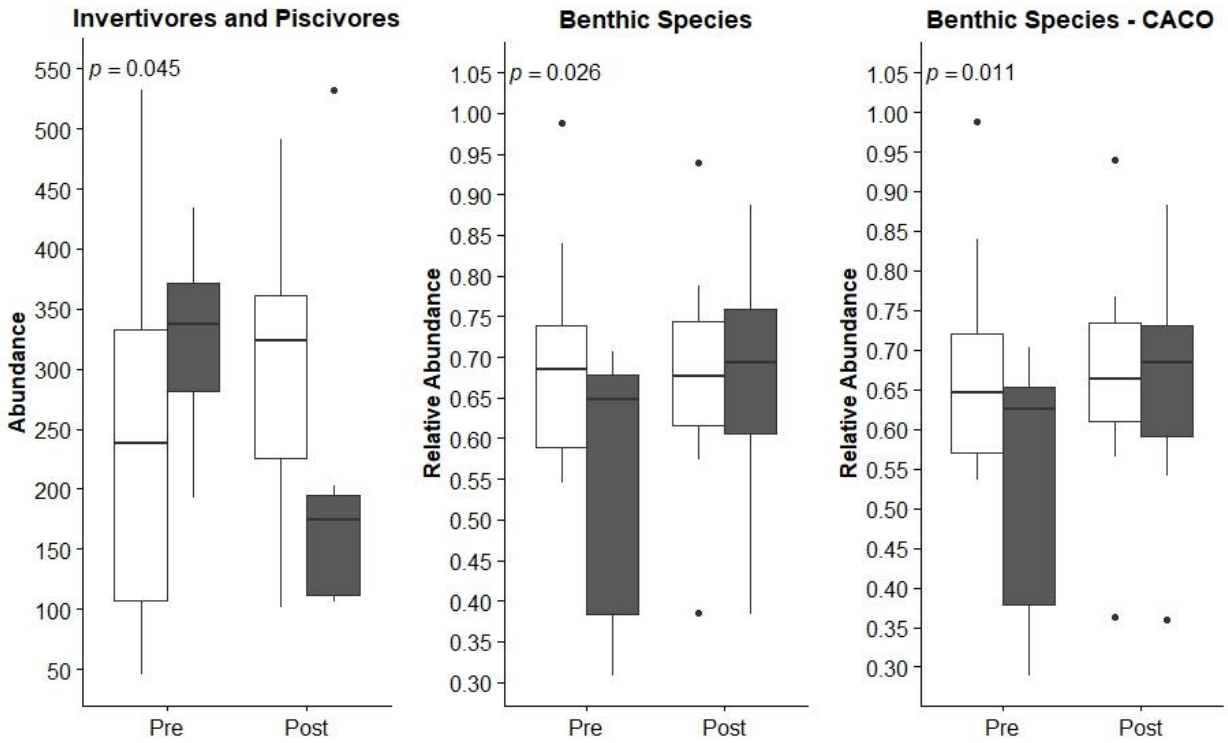 Invertivores and Piscivores
p = 0.045
Abundance
550
500
450
400
350
300
250
200
150
100
50
Pre
Post
Benthic Species
p = 0.026
Relative Abundance
1.05
1.00
0.95
0.90
0.85
0.80
0.75
0.70
0.65
0.60
0.55
0.50
0.45
0.40
0.35
0.30
Pre
Post
Benthic Species - CACO
p = 0.011
Relative Abundance
1.05
1.00
0.95
0.90
0.85
0.80
0.75
0.70
0.65
0.60
0.55
0.50
0.45
0.40
0.35
0.30
Pre
Post